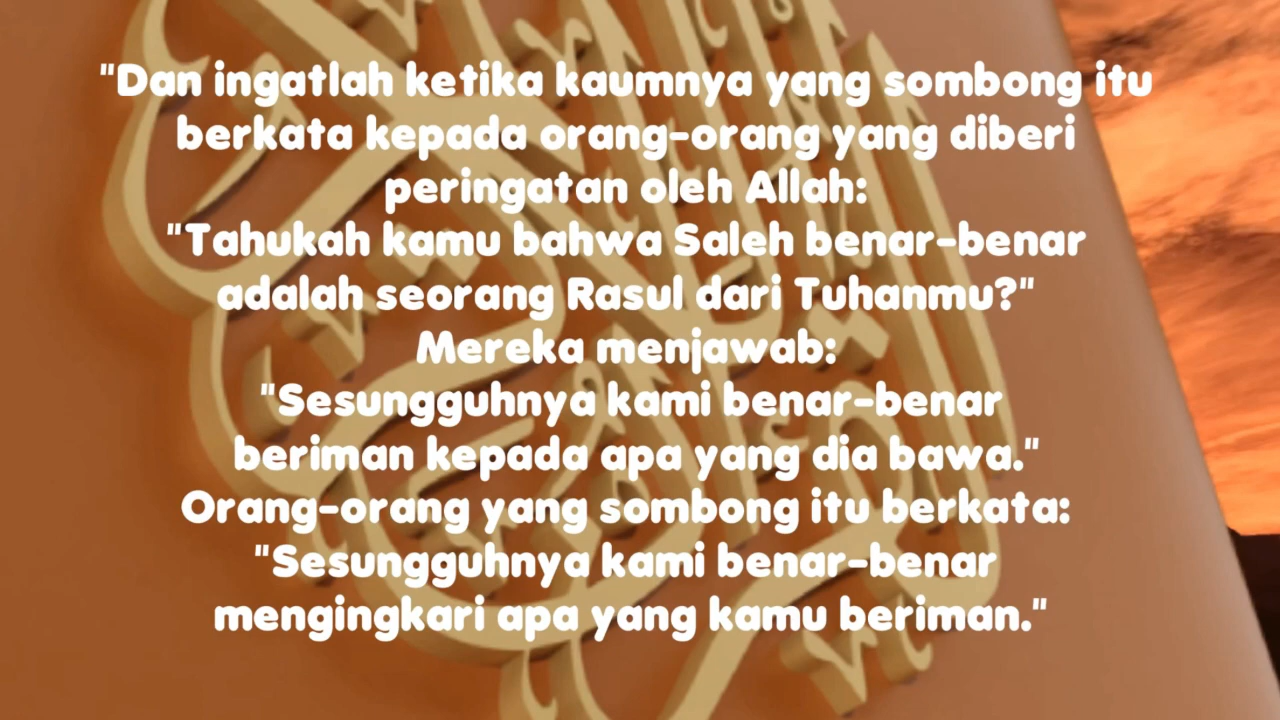 "Dan ingatlah ketika kaumnya yang sombong itu
berkata kepada orang-orang yang diberi
peringatan oleh Allah:
"Tahukah kamu bahwa Saleh benar-benar
adalah seorang Rasul dari Tuhanmu?"
Mereka menjawab:
"Sesungguhnya kami benar-benar
beriman kepada apa yang dia bawa."
Orang-orang yang sombong itu berkata:
"Sesungguhnya kami benar-benar
mengingkari apa yang kamu beriman."